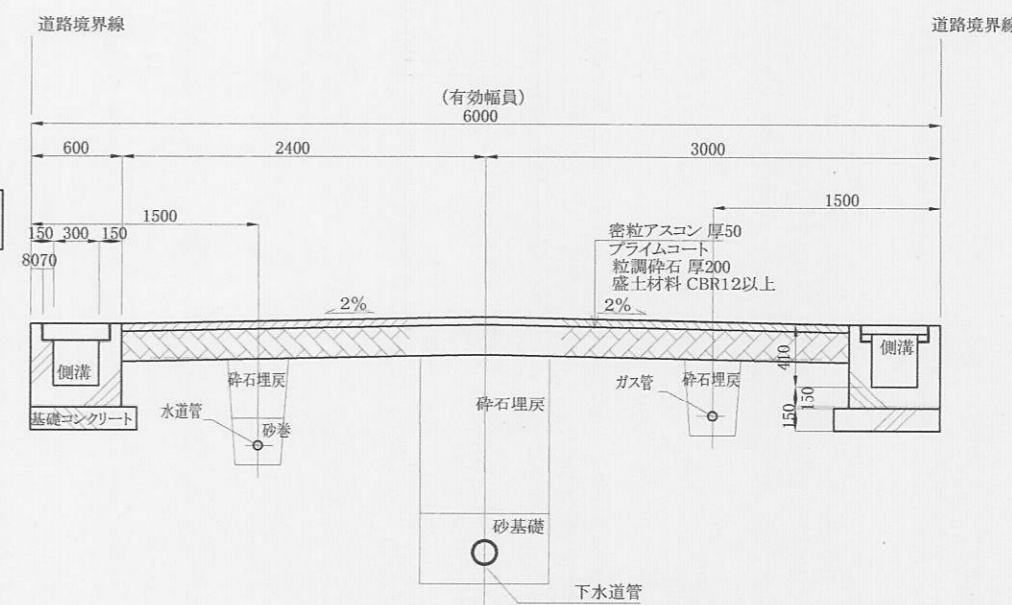 道路境界線
道路境界線
(有効幅員)
6000
600
2400
3000
1500
1500
150
300
150
8070
密粒アスコン 厚50
プライムコート
粒調砕石 厚200
盛土材料 CBR12以上
2%
2%
側溝
側溝
410
砕石埋戻
ガス管
砕石埋戻
砕石埋戻
150
水道管
基礎コンクリート
砂巻
150
砂基礎
下水道管